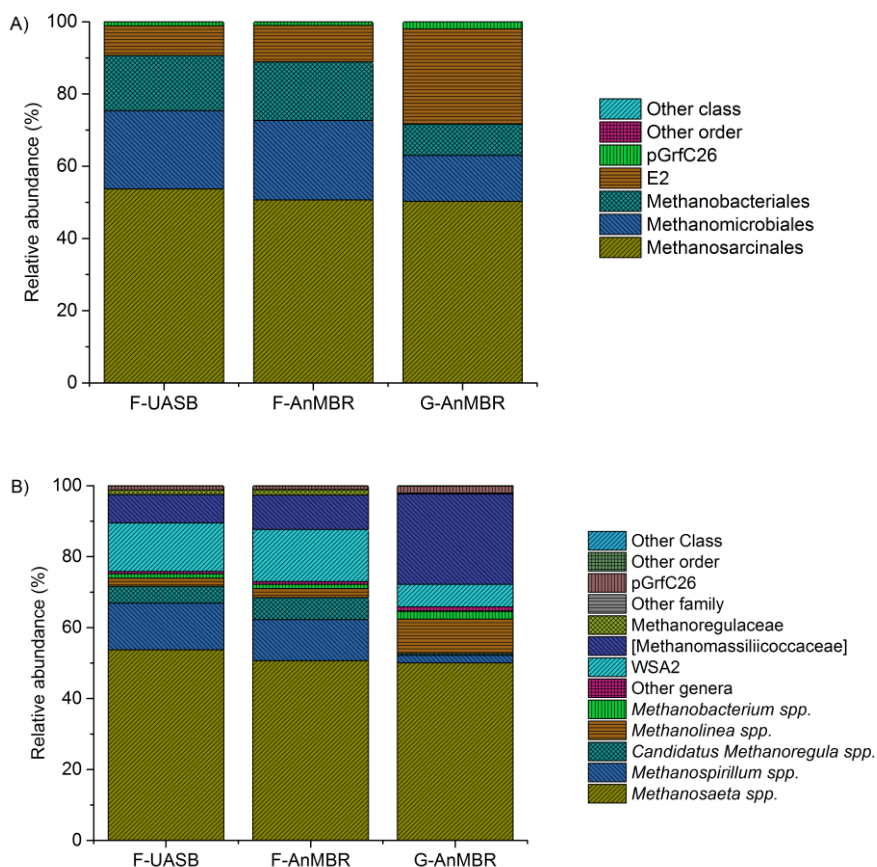 A)
Relative abundance (%)
100
80
60
40
20
0
F-UASB
F-AnMBR
G-AnMBR
Other class
Other order
pGrfC26
E2
Methanobacteriales
Methanomicrobiales
Methanosarcinales
B)
Relative abundance (%)
100
80
60
40
20
0
F-UASB
F-AnMBR
G-AnMBR
Other Class
Other order
pGrfC26
Other family
Methanoregulaceae
[Methanomassiliicoccaceae]
WSA2
Other genera
Methanobacterium spp.
Methanolinea spp.
Candidatus Methanoregula spp.
Methanospirillum spp.
Methanosaeta spp.